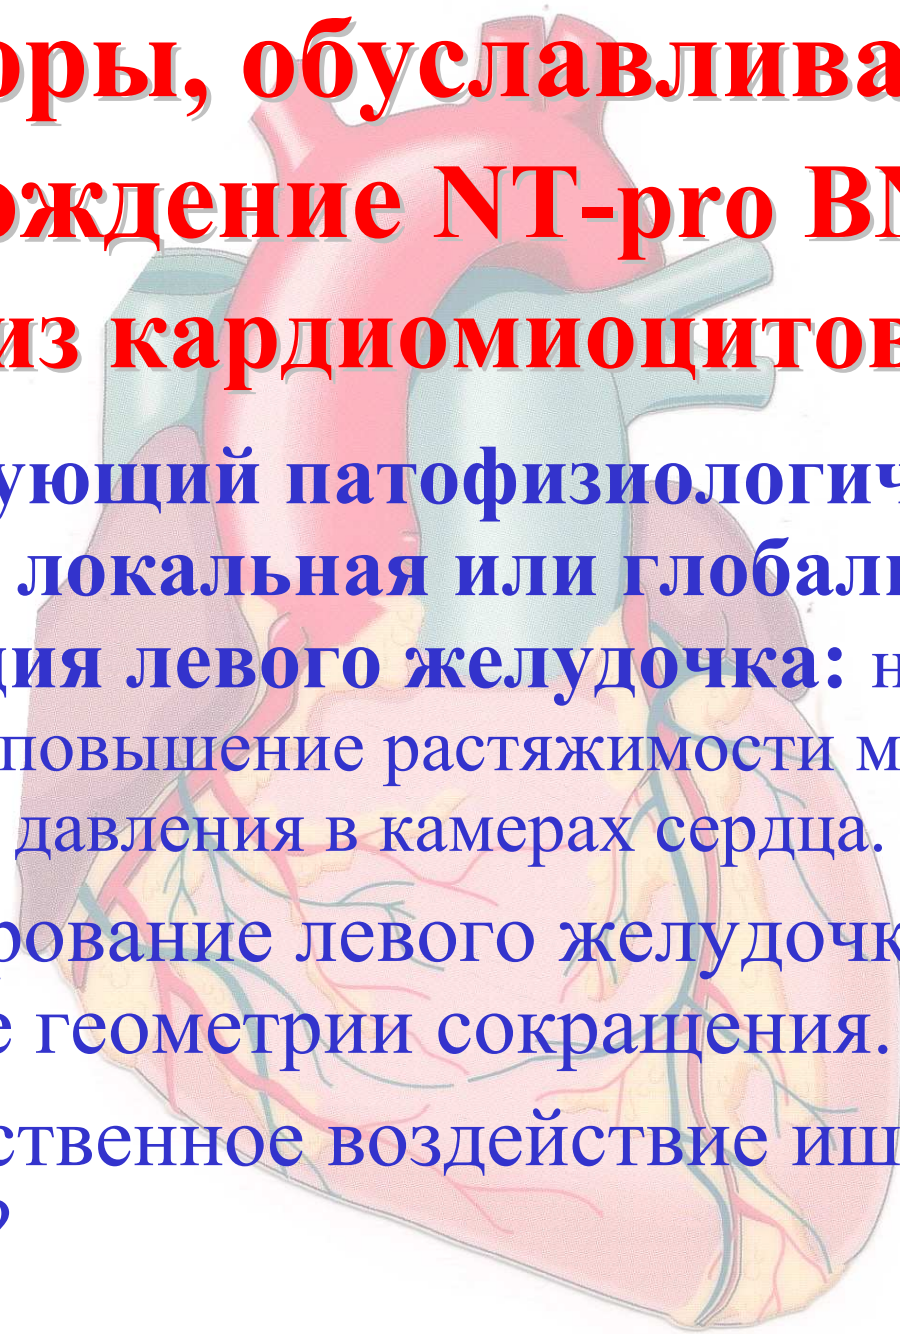 оры, обуславлива
ождение NT-pro BN
из кардиомиоцитов
ующий патофизиологич
локальная или глобаль
ция левого желудочка: н
повышение растяжимости м
давления в камерах сердца.
рование левого желудочк
е геометрии сокращения.
ственное воздействие иш
?